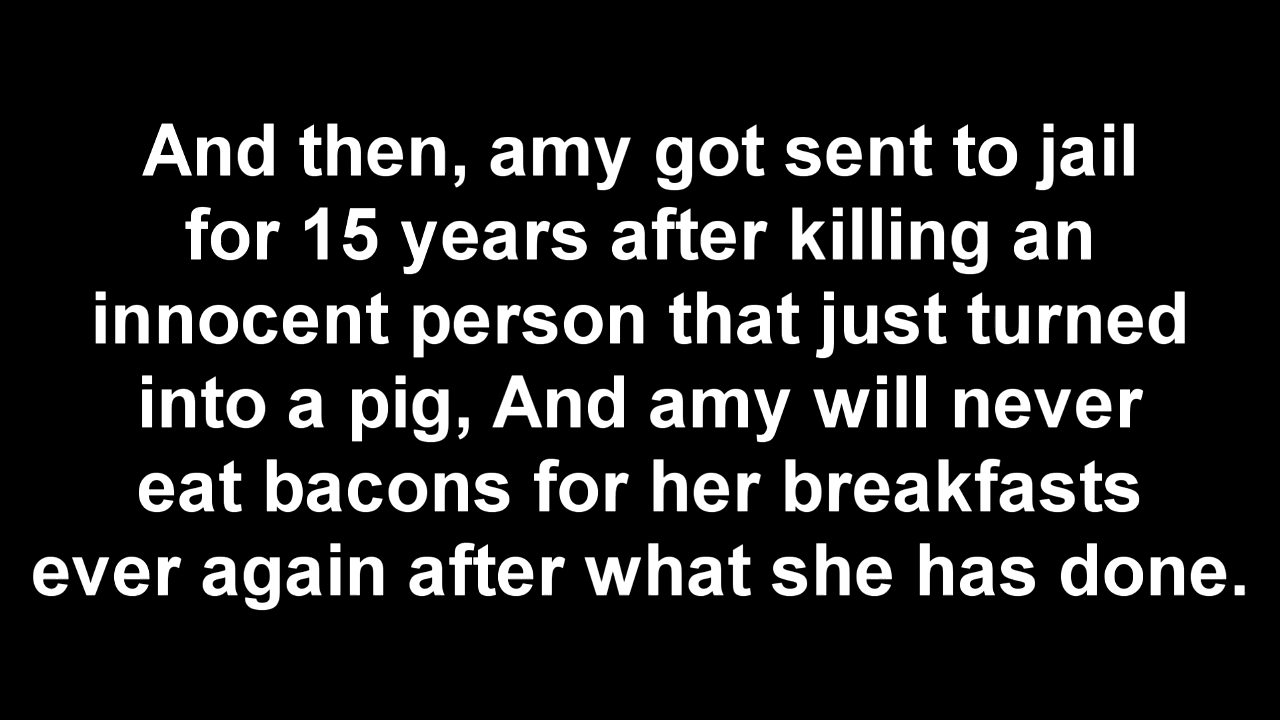 And then, amy got sent to jail
for 15 years after killing an
innocent person that just turned
into a pig, And amy will never
eat bacons for her breakfasts
ever again after what she has done.